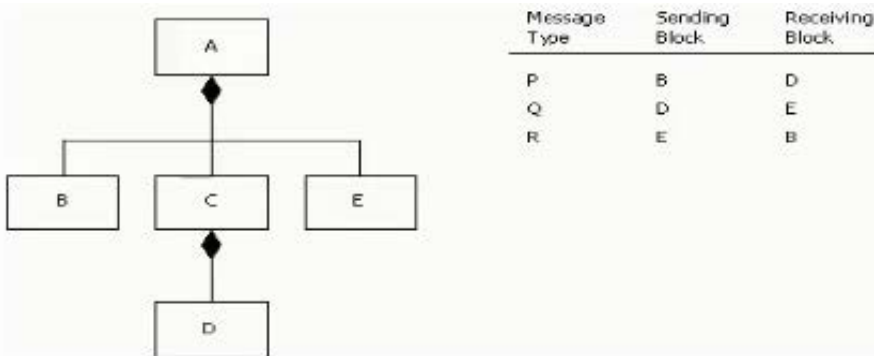 A
B
C
E
D
Message Type
Sending Block
Receiving Block
P B D
Q D E
R E B